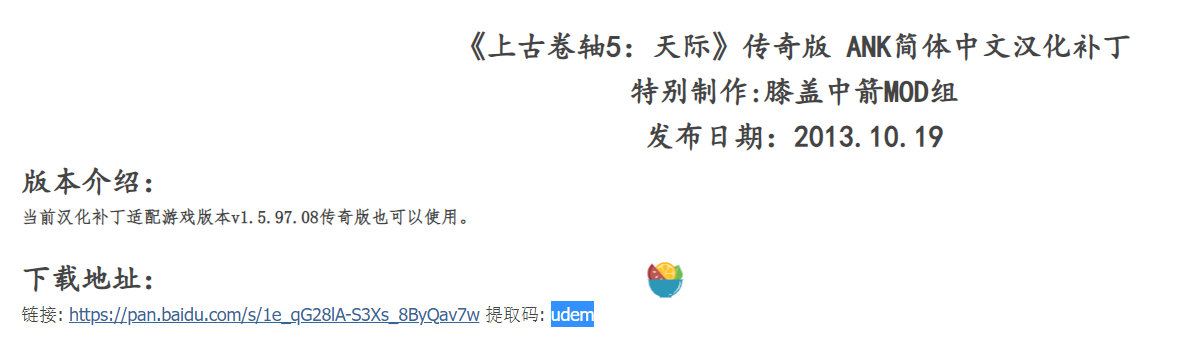 《上古卷轴5：天际》传奇版 ANK简体中文汉化补丁
特别制作:膝盖中箭MOD组
发布日期：2013.10.19
版本介绍：
当前汉化补丁适配游戏版本v1.5.97.08传奇版也可以使用。
下载地址：
链接: https://pan.baidu.com/s/1e_qG28lA-S3Xs_8ByQav7w 提取码: udem